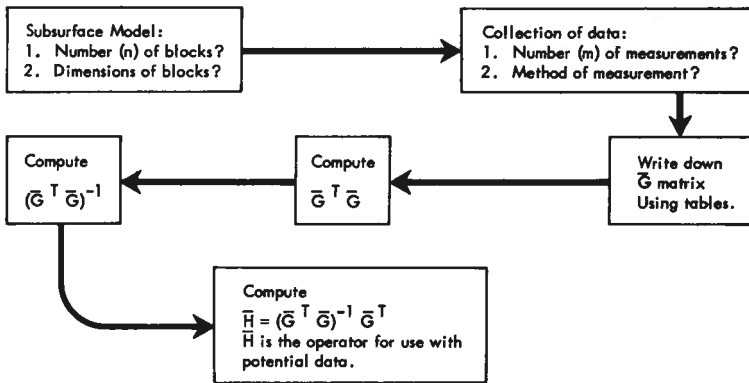 Subsurface Model:
1. Number (n) of blocks?
2. Dimensions of blocks?
Collection of data:
1. Number (m) of measurements?
2. Method of measurement?
Write down
G̅ matrix
Using tables.
Compute
G̅ ᵀ G̅
Compute
(G̅ ᵀ G̅)⁻¹
Compute
H̅ = (G̅ ᵀ G̅)⁻¹ G̅ ᵀ
H̅ is the operator for use with
potential data.